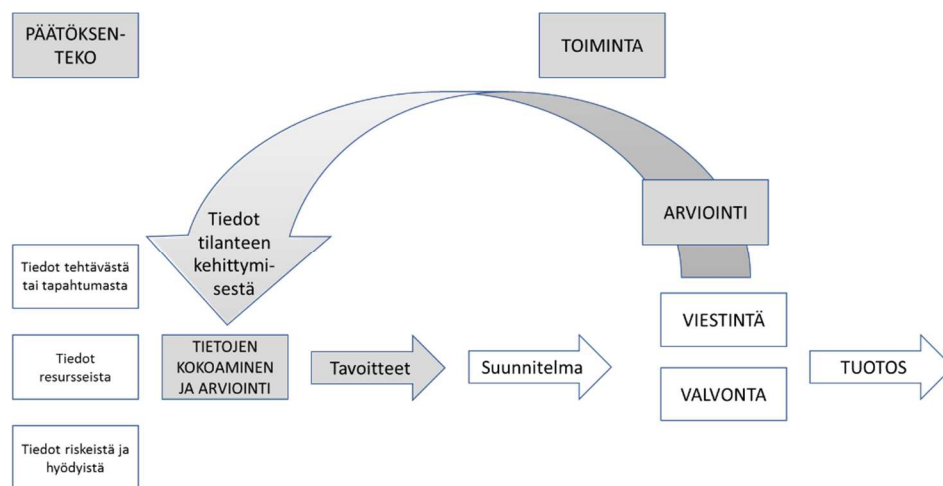 PÄÄTÖKSEN-
TEKO
TOIMINTA
ARVIOINTI
Tiedot
tilanteen
kehittymi-
sestä
Tiedot tehtävästä
tai tapahtumasta
VIESTINTÄ
Tiedot
resursseista
TIETOJEN
KOKOAMINEN
JA ARVIOINTI
Tavoitteet
Suunnitelma
VALVONTA
TUOTOS
Tiedot riskeistä ja
hyödyistä